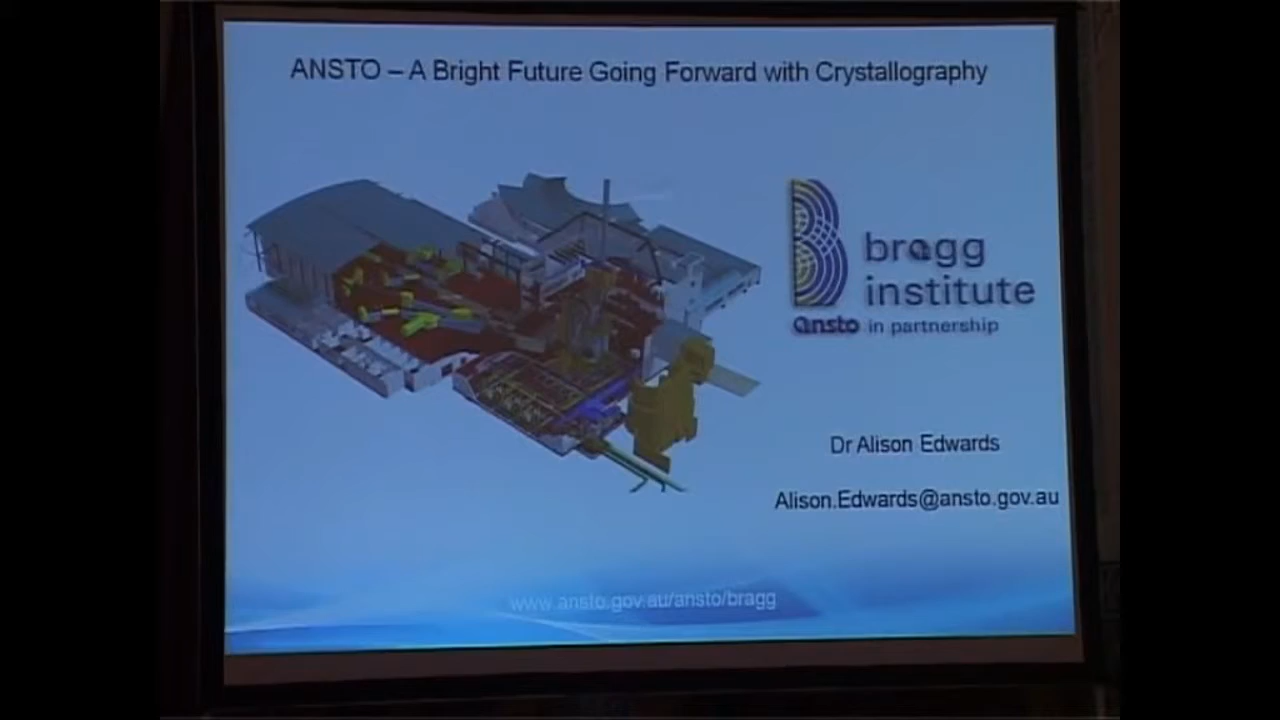 ANSTO – A Bright Future Going Forward with Crystallography
bragg
institute
ansto in partnership
Dr Alison Edwards
Alison.Edwards@ansto.gov.au
www.ansto.gov.au/ansto/bragg